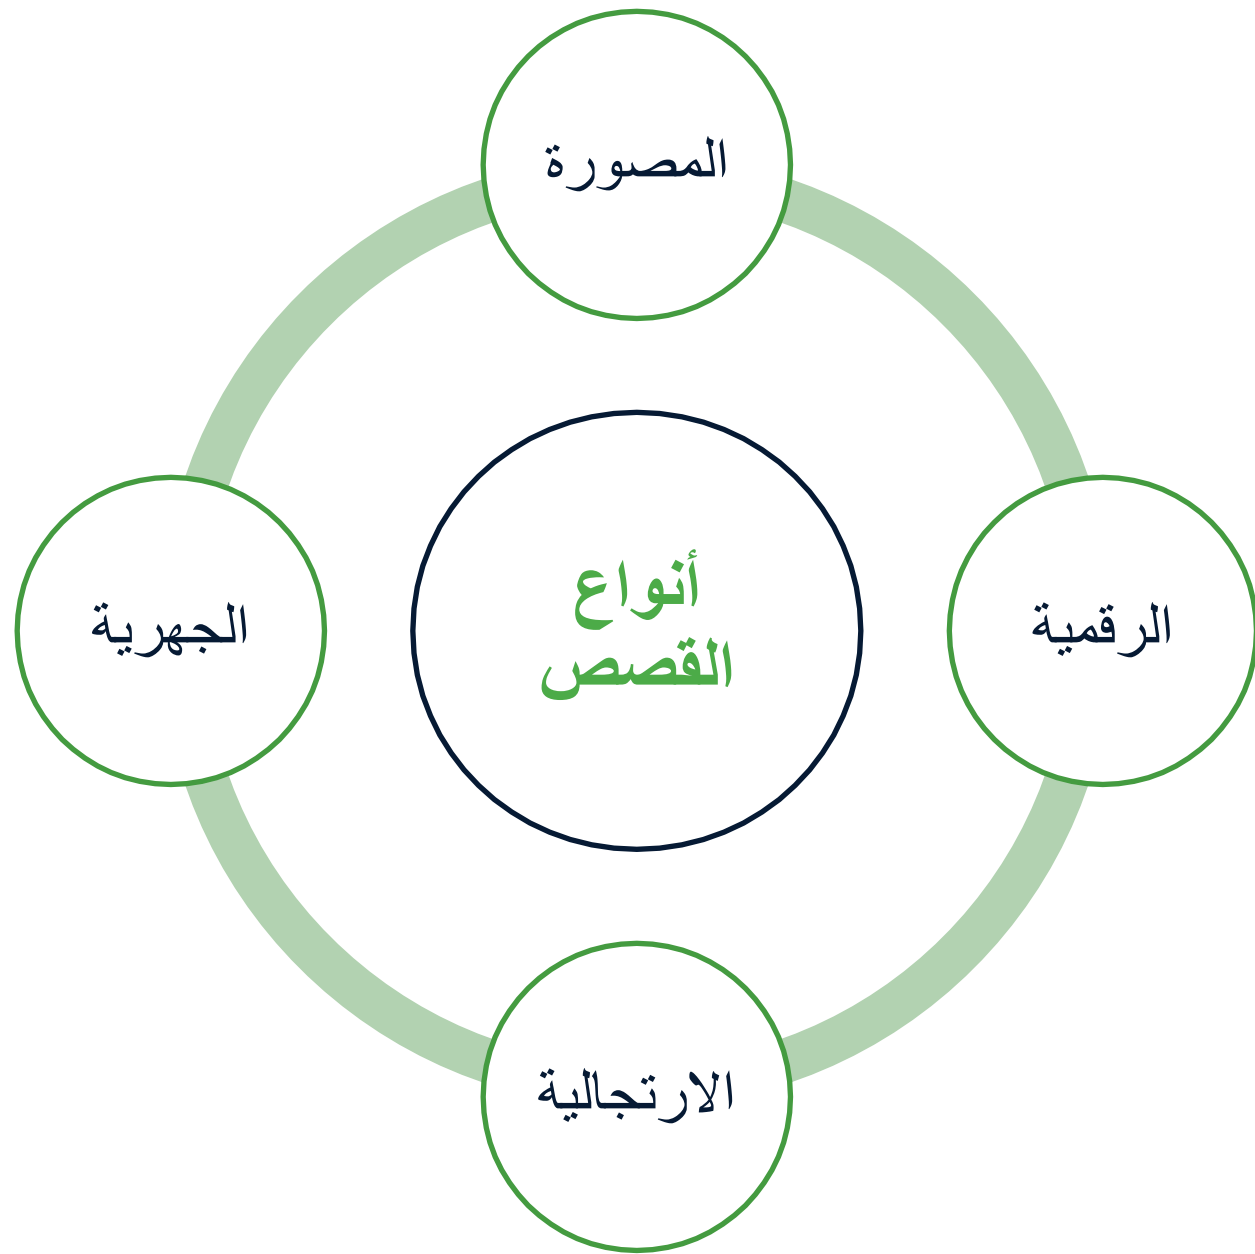 المصورة
الرقمية
أنواع
القصص
الجهرية
الارتجالية